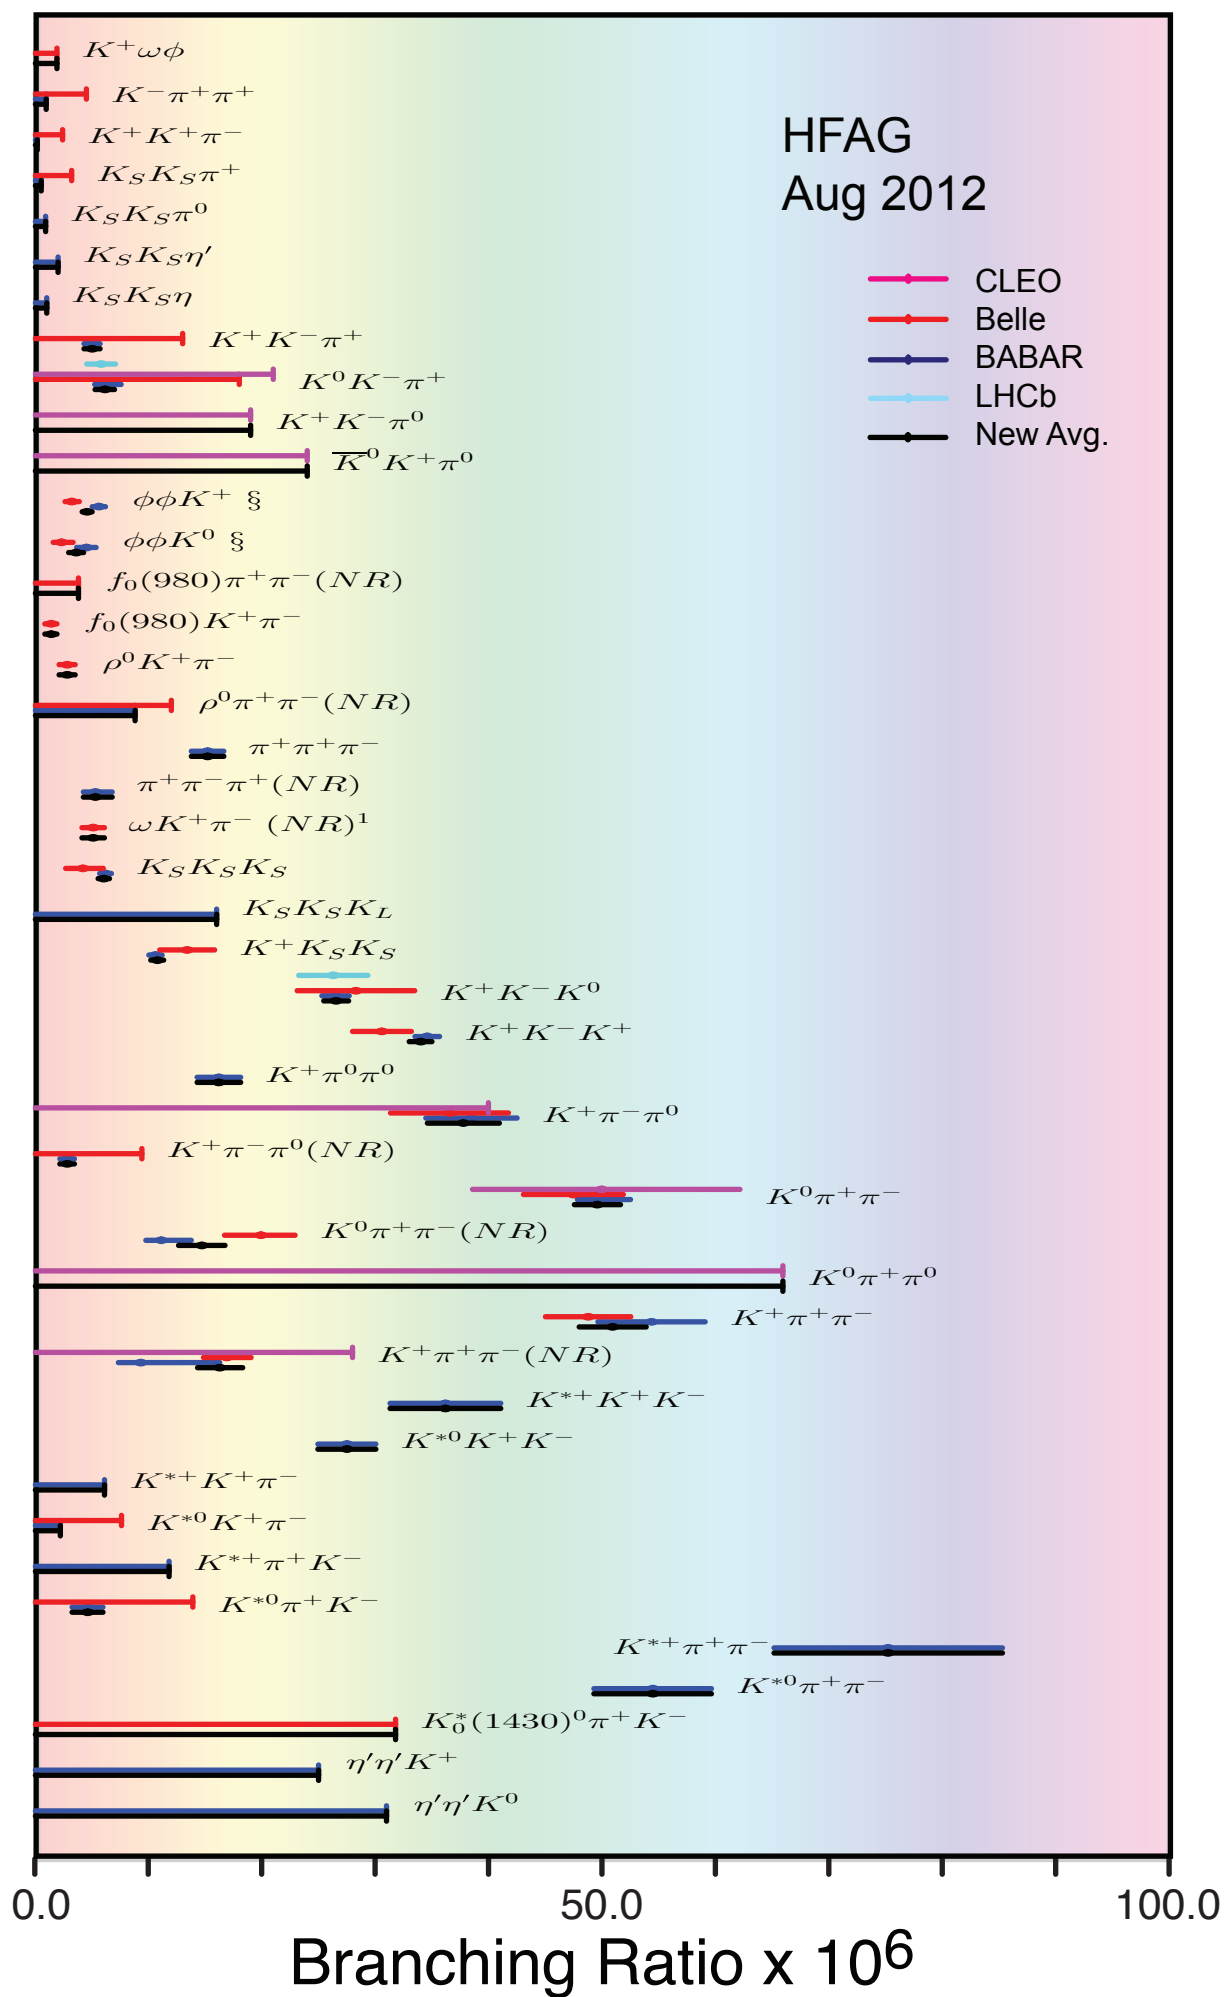 K⁺ωϕ
K⁻π⁺π⁺
HFAG
K⁺K⁺π⁻
K_SK_Sπ⁺
Aug 2012
K_SK_Sπ⁰
K_SK_Sη′
CLEO
K_SK_Sη
Belle
K⁺K⁻π⁺
BABAR
K⁰K⁻π⁺
LHCb
K⁺K⁻π⁰
New Avg.
K̅⁰K⁺π⁰
ϕϕK⁺ §
ϕϕK⁰ §
f₀(980)π⁺π⁻(NR)
f₀(980)K⁺π⁻
ρ⁰K⁺π⁻
ρ⁰π⁺π⁻(NR)
π⁺π⁺π⁻
π⁺π⁻π⁺(NR)
ωK⁺π⁻ (NR)¹
K_SK_SK_S
K_SK_SK_L
K⁺K_SK_S
K⁺K⁻K⁰
K⁺K⁻K⁺
K⁺π⁰π⁰
K⁺π⁻π⁰
K⁺π⁻π⁰(NR)
K⁰π⁺π⁻
K⁰π⁺π⁻(NR)
K⁰π⁺π⁰
K⁺π⁺π⁻
K⁺π⁺π⁻(NR)
K*⁺K⁺K⁻
K*⁰K⁺K⁻
K*⁺K⁺π⁻
K*⁰K⁺π⁻
K*⁺π⁺K⁻
K*⁰π⁺K⁻
K*⁺π⁺π⁻
K*⁰π⁺π⁻
K₀*(1430)⁰π⁺K⁻
η′η′K⁺
η′η′K⁰
0.0 50.0 100.0
Branching Ratio x 10⁶